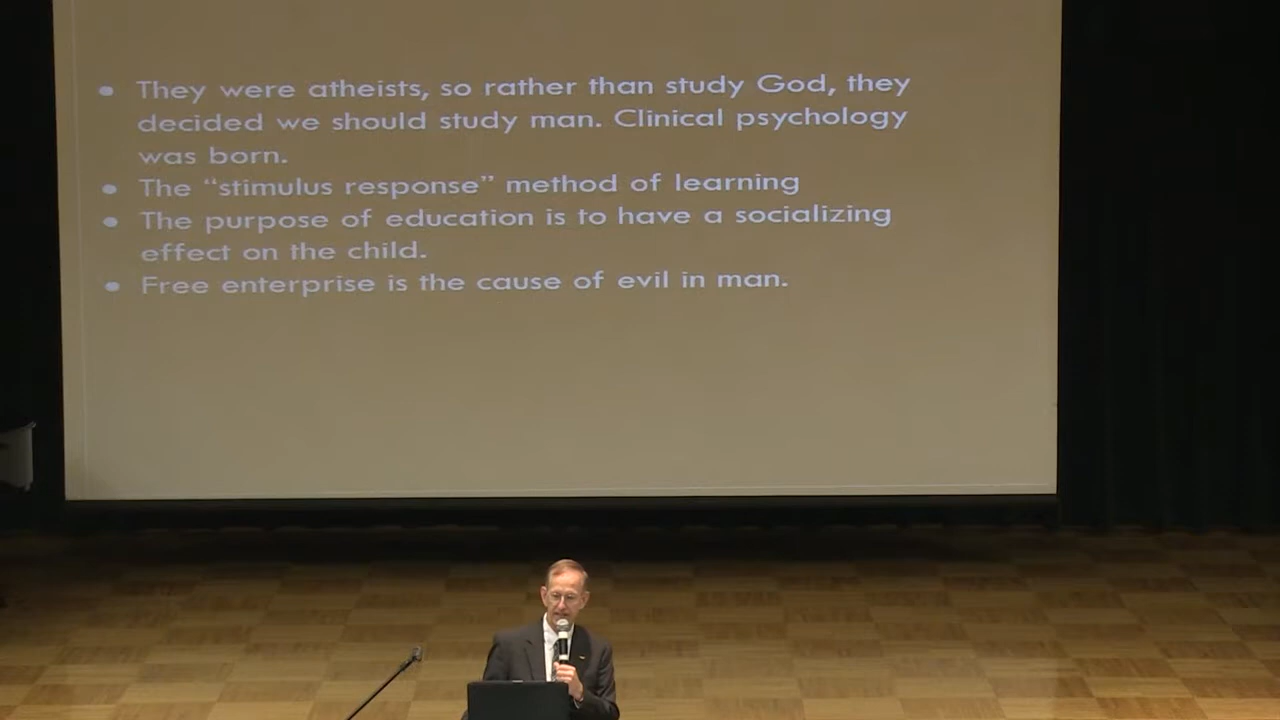 • They were atheists, so rather than study God, they
decided we should study man. Clinical psychology
was born.
• The “stimulus response” method of learning
• The purpose of education is to have a socializing
effect on the child.
• Free enterprise is the cause of evil in man.